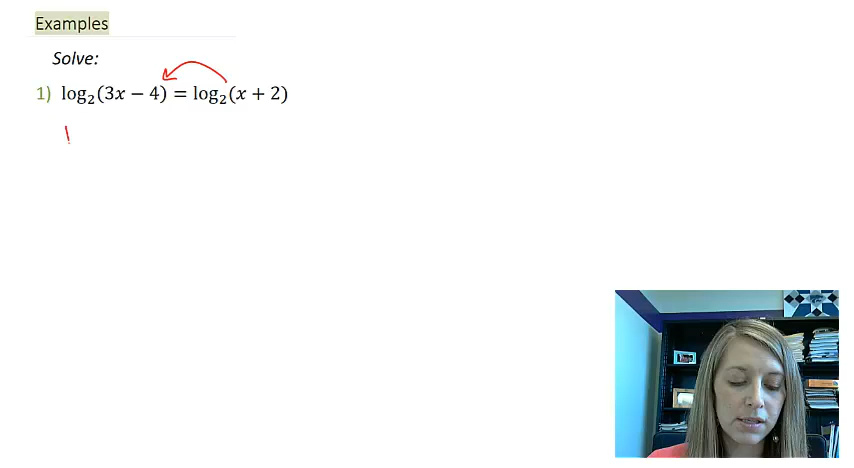 Examples
Solve:
1) log₂(3x − 4) = log₂(x + 2)